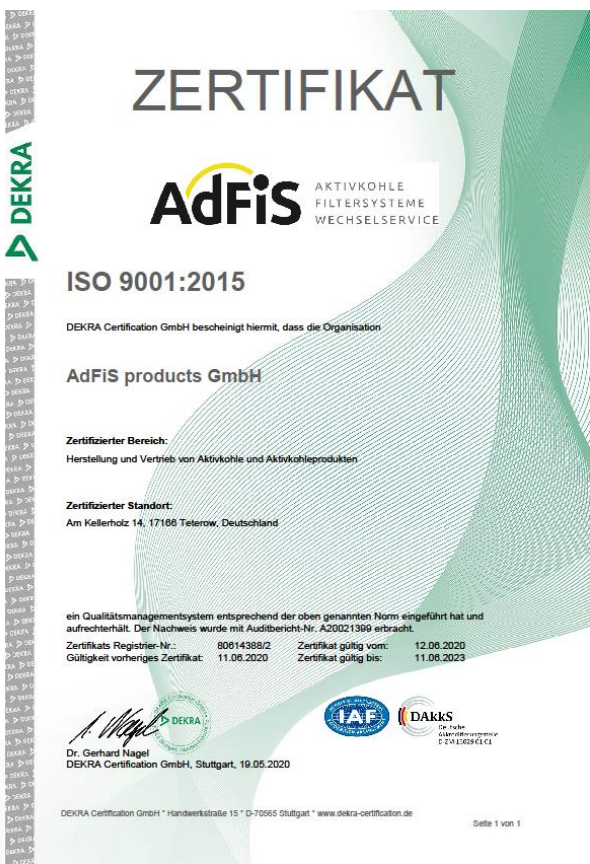 ZERTIFIKAT
DEKRA
AdFiS
AKTIVKOHLE
FILTERSYSTEME
WECHSELSERVICE
ISO 9001:2015
DEKRA Certification GmbH bescheinigt hiermit, dass die Organisation
AdFiS products GmbH
Zertifizierter Bereich:
Herstellung und Vertrieb von Aktivkohle und Aktivkohleprodukten
Zertifizierter Standort:
Am Kellerholz 14, 17166 Teterow, Deutschland
ein Qualitätsmanagementsystem entsprechend der oben genannten Norm eingeführt hat und
aufrechterhält. Der Nachweis wurde mit Auditbericht-Nr. A20021399 erbracht.
Zertifikats Registrier-Nr.: 80614388/2 Zertifikat gültig vom: 12.06.2020
Gültigkeit vorheriges Zertifikat: 11.06.2020 Zertifikat gültig bis: 11.06.2023
DEKRA
IAF
DAkkS
Deutsche
Akkreditierungsstelle
Dr. Gerhard Nagel
DEKRA Certification GmbH, Stuttgart, 19.05.2020
DEKRA Certification GmbH * Handwerkstraße 15 * D-70565 Stuttgart * www.dekra-certification.de
Seite 1 von 1